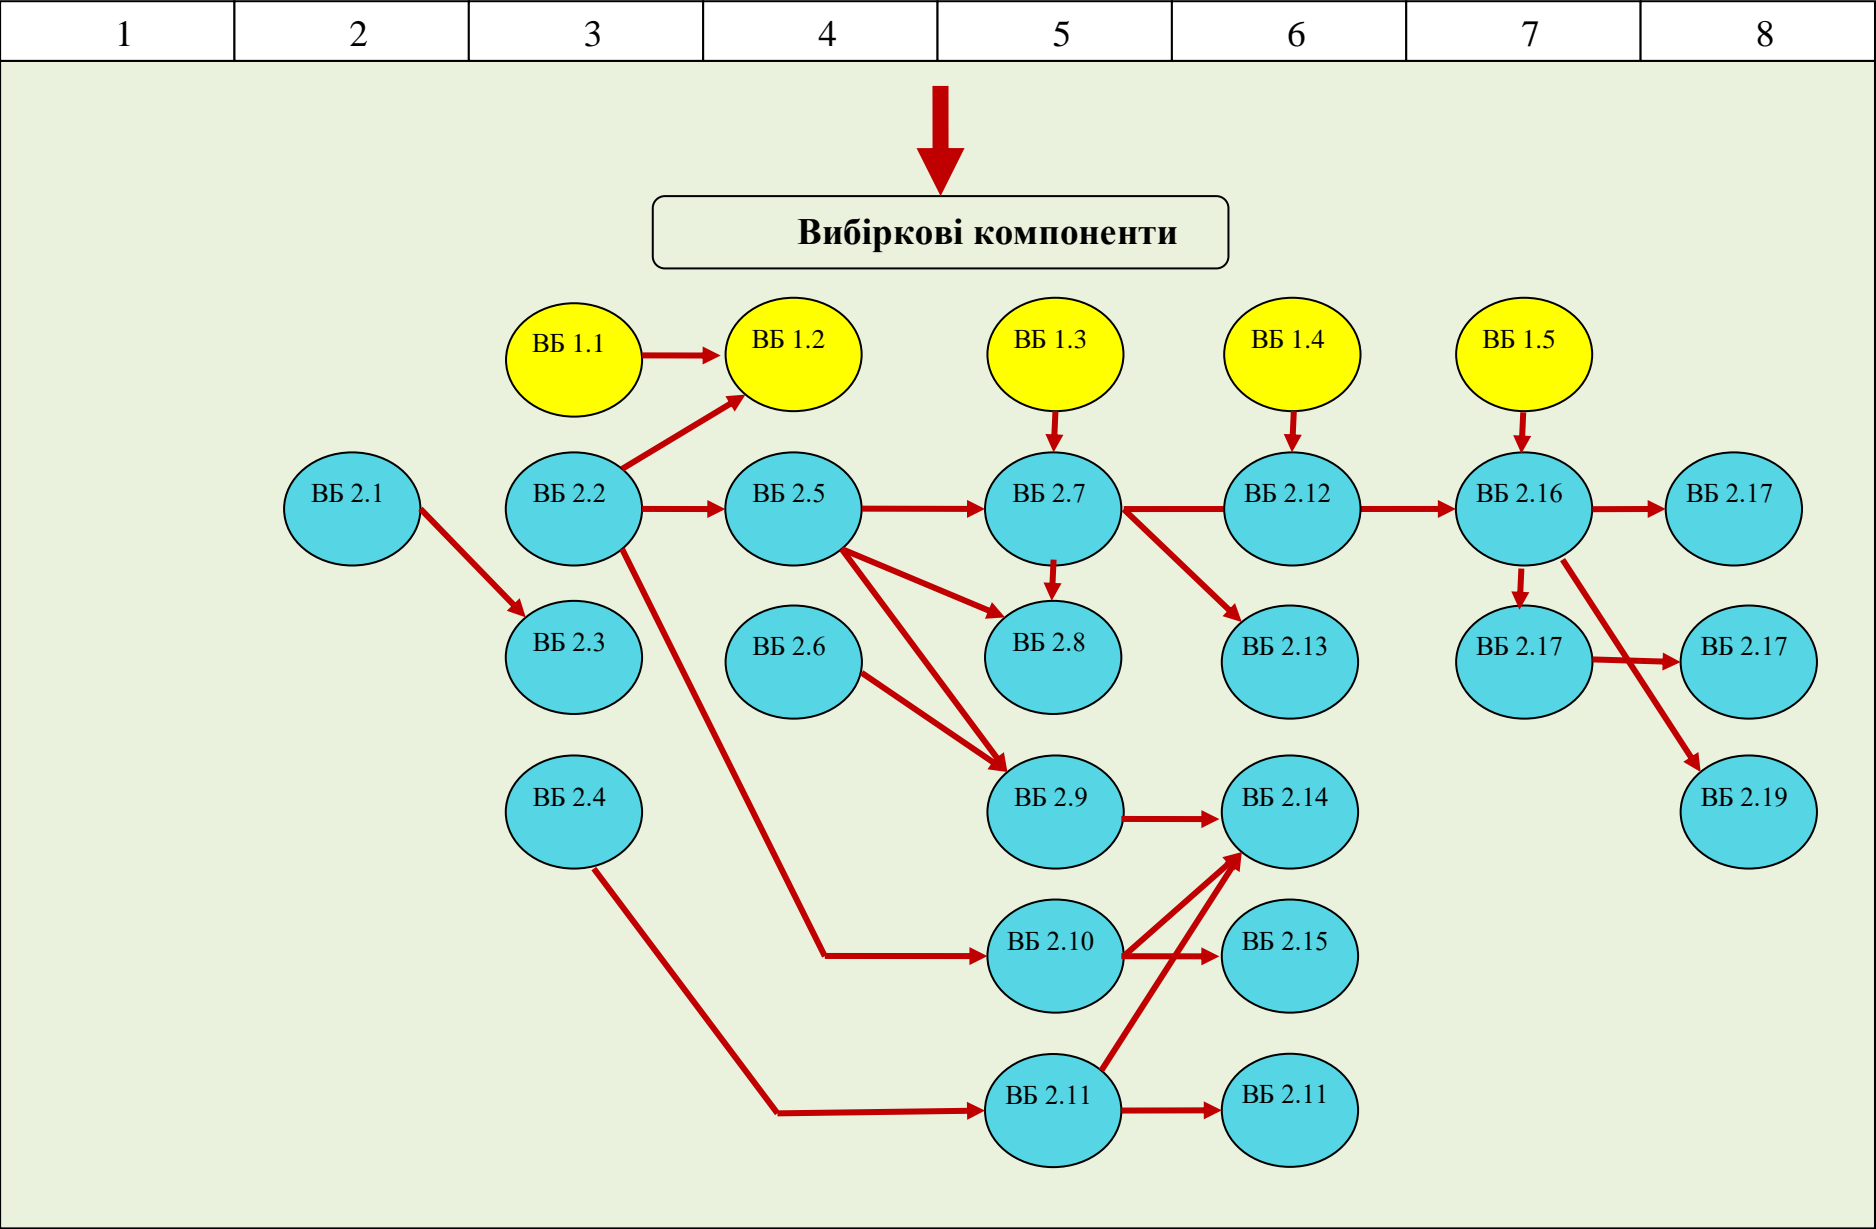 1 2 3 4 5 6 7 8
Вибіркові компоненти
ВБ 1.1 ВБ 1.2 ВБ 1.3 ВБ 1.4 ВБ 1.5
ВБ 2.1 ВБ 2.2 ВБ 2.5 ВБ 2.7 ВБ 2.12 ВБ 2.16 ВБ 2.17
ВБ 2.3 ВБ 2.6 ВБ 2.8 ВБ 2.13 ВБ 2.17 ВБ 2.17
ВБ 2.4 ВБ 2.9 ВБ 2.14 ВБ 2.19
ВБ 2.10 ВБ 2.15
ВБ 2.11 ВБ 2.11